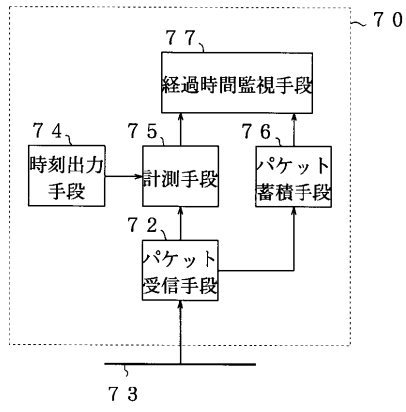 ７０
７７
経過時間監視手段
７４
時刻出力
手段
７５
計測手段
７６
パケット
蓄積手段
７２
パケット
受信手段
７３